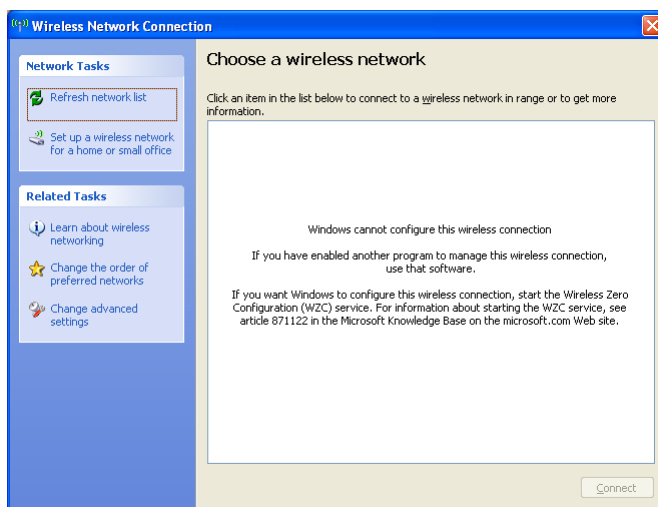 Wireless Network Connection
Network Tasks
Refresh network list
Set up a wireless network
for a home or small office
Related Tasks
Learn about wireless
networking
Change the order of
preferred networks
Change advanced
settings
Choose a wireless network
Click an item in the list below to connect to a wireless network in range or to get more
information.
Windows cannot configure this wireless connection
If you have enabled another program to manage this wireless connection,
use that software.
If you want Windows to configure this wireless connection, start the Wireless Zero
Configuration (WZC) service. For information about starting the WZC service, see
article 871122 in the Microsoft Knowledge Base on the microsoft.com Web site.
Connect